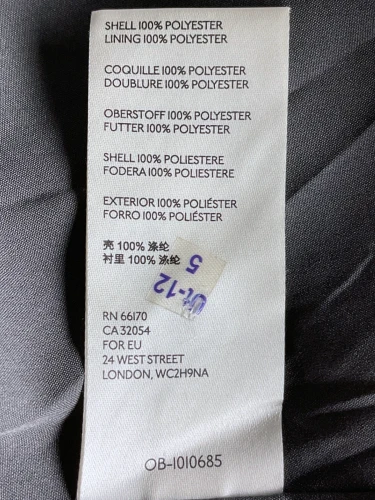 SHELL 100% POLYESTER
LINING 100% POLYESTER
COQUILLE 100% POLYESTER
DOUBLURE 100% POLYESTER
OBERSTOFF 100% POLYESTER
FUTTER 100% POLYESTER
SHELL 100% POLIESTERE
FODERA 100% POLIESTERE
EXTERIOR 100% POLIÉSTER
FORRO 100% POLIÉSTER
壳 100% 涤纶
衬里 100% 涤纶
5
RN 66170
CA 32054
FOR EU
24 WEST STREET
LONDON, WC2H9NA
OB-1010685